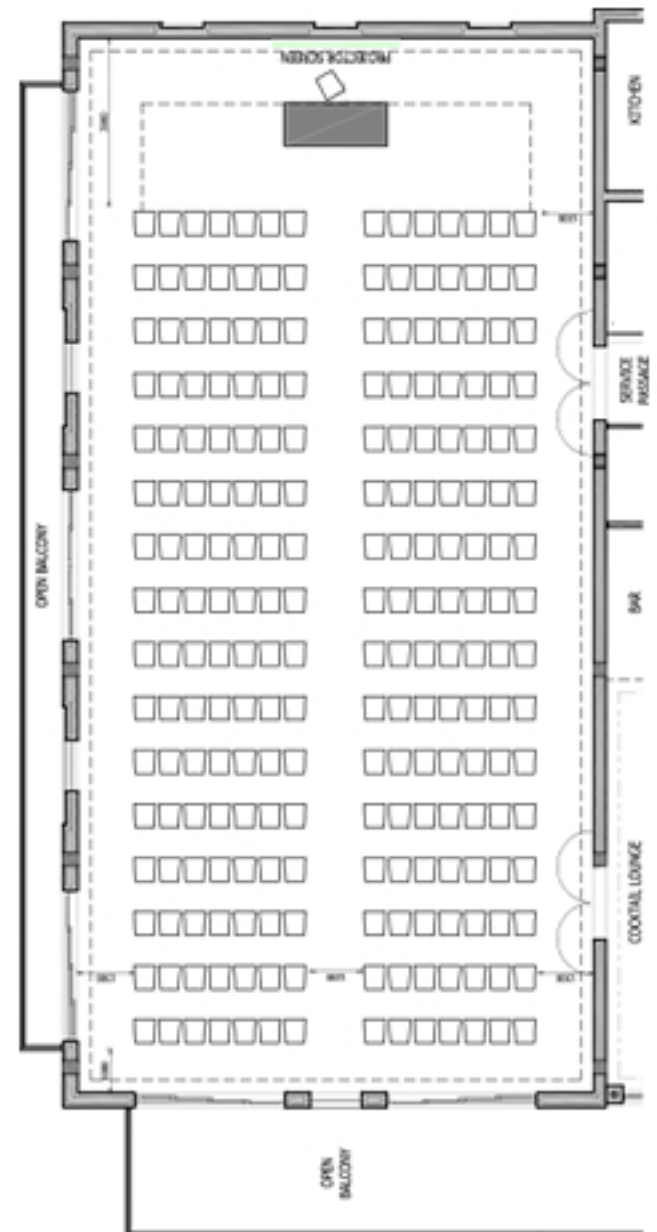 PROJECTOR SCREEN
KITCHEN
SERVICE
PASSAGE
OPEN BALCONY
BAR
COCKTAIL LOUNGE
OPEN
BALCONY